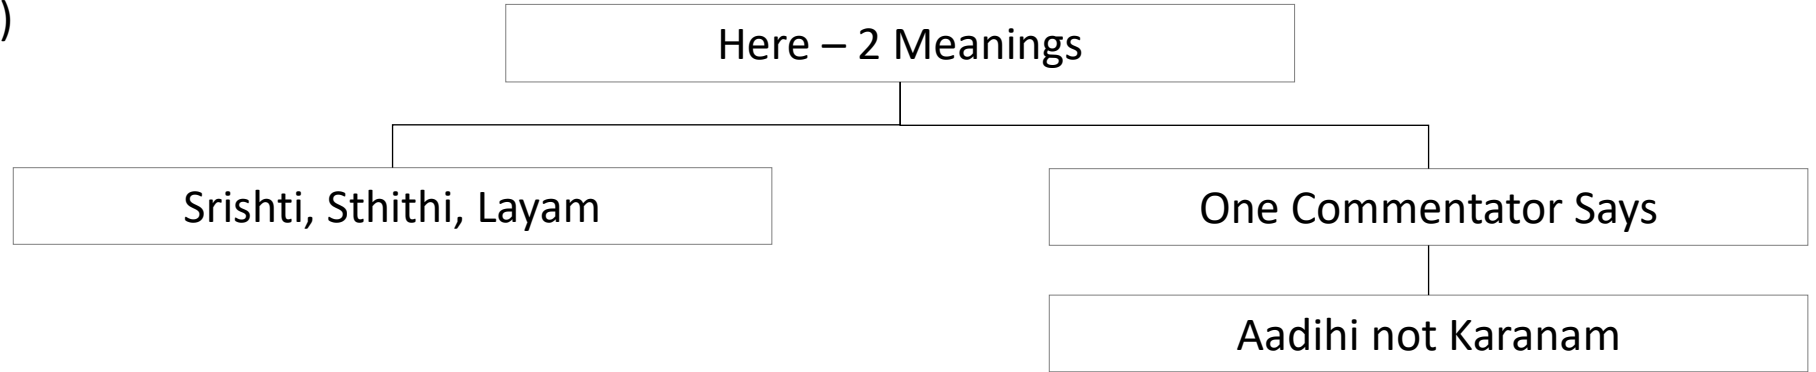 )
Here – 2 Meanings
Srishti, Sthithi, Layam
One Commentator Says
Aadihi not Karanam